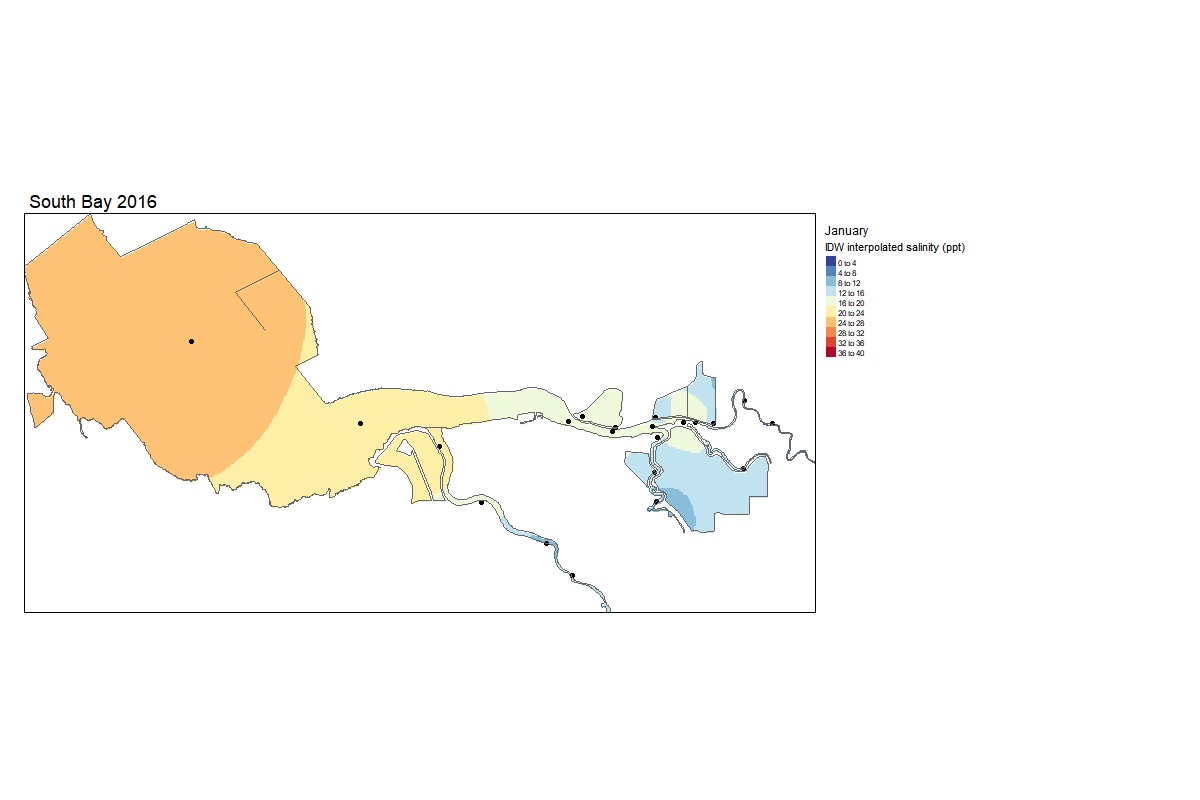 South Bay 2016
January
IDW interpolated salinity (ppt)
0 to 4
4 to 8
8 to 12
12 to 16
16 to 20
20 to 24
24 to 28
28 to 32
32 to 36
36 to 40